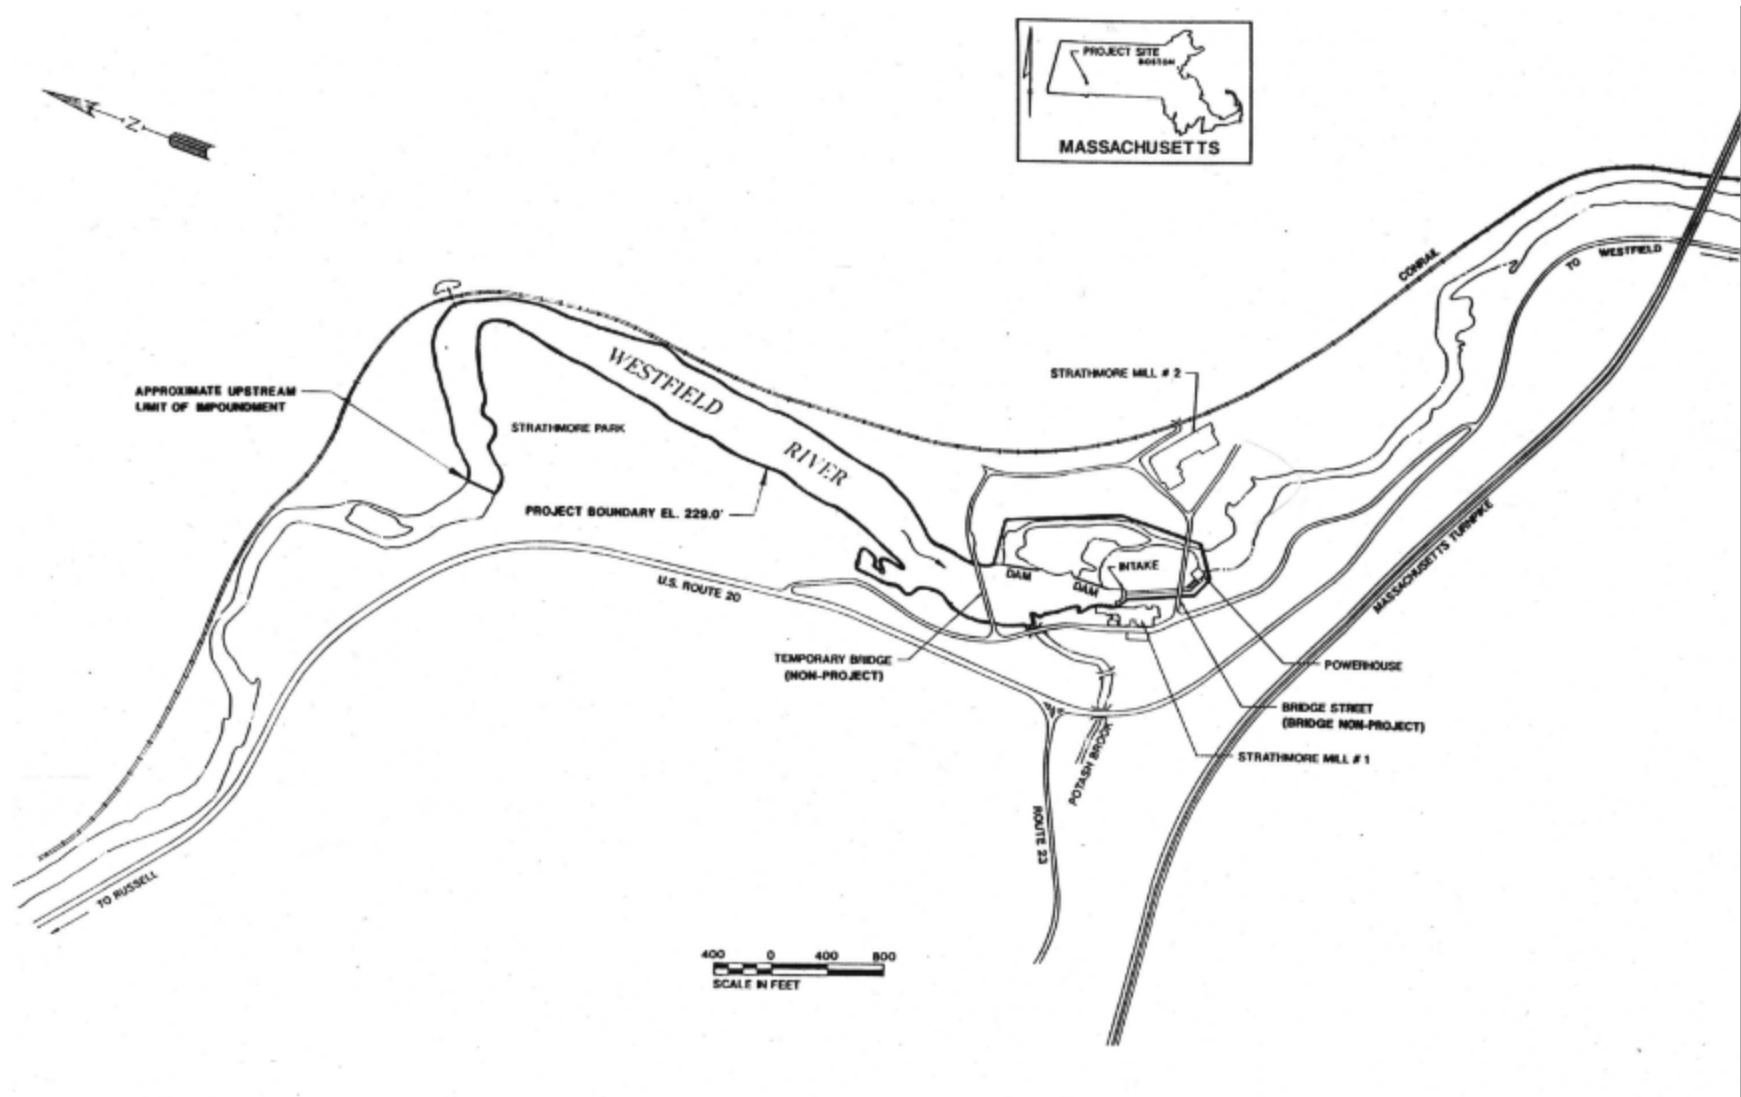 PROJECT SITE
BOSTON
MASSACHUSETTS
N
CONRAIL
TO WESTFIELD
WESTFIELD
RIVER
STRATHMORE MILL # 2
APPROXIMATE UPSTREAM
LIMIT OF IMPOUNDMENT
STRATHMORE PARK
PROJECT BOUNDARY EL. 229.0'
MASSACHUSETTS TURNPIKE
DAM
DAM
INTAKE
U.S. ROUTE 20
TEMPORARY BRIDGE
(NON-PROJECT)
POWERHOUSE
BRIDGE STREET
(BRIDGE NON-PROJECT)
STRATHMORE MILL # 1
POTASH BROOK
ROUTE 23
TO RUSSELL
400 0 400 800
SCALE IN FEET